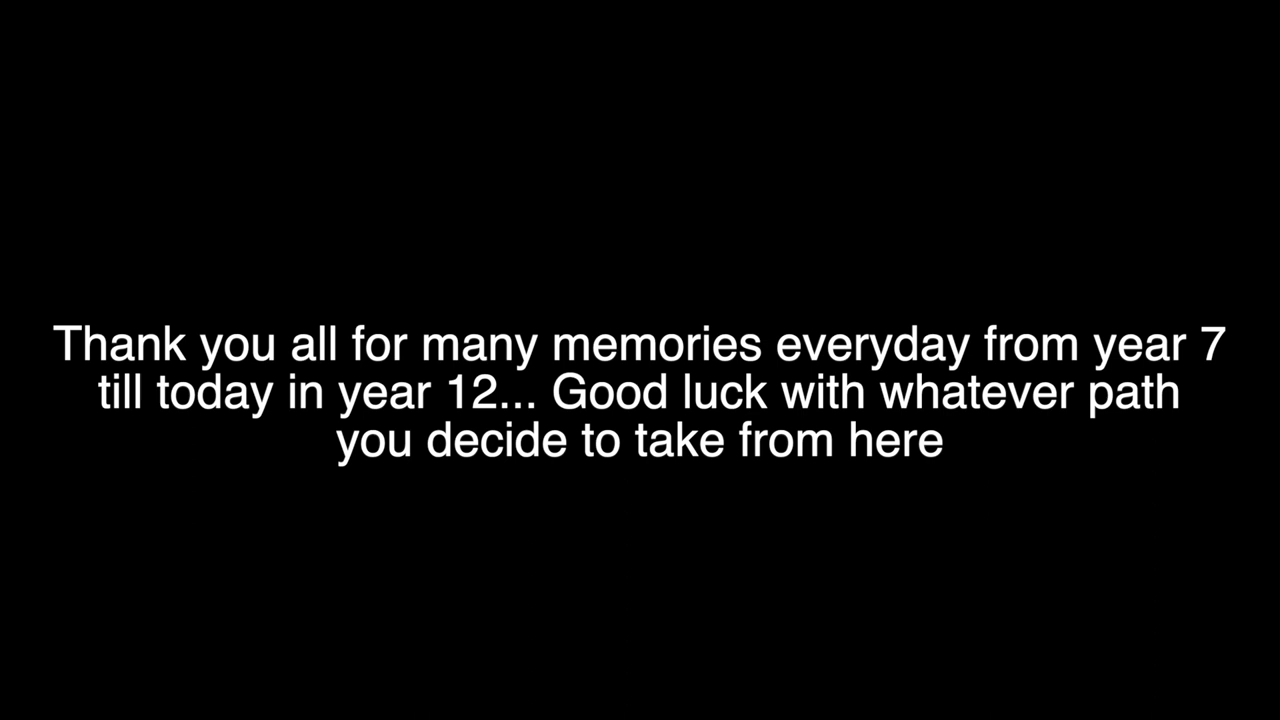 Thank you all for many memories everyday from year 7
till today in year 12... Good luck with whatever path
you decide to take from here